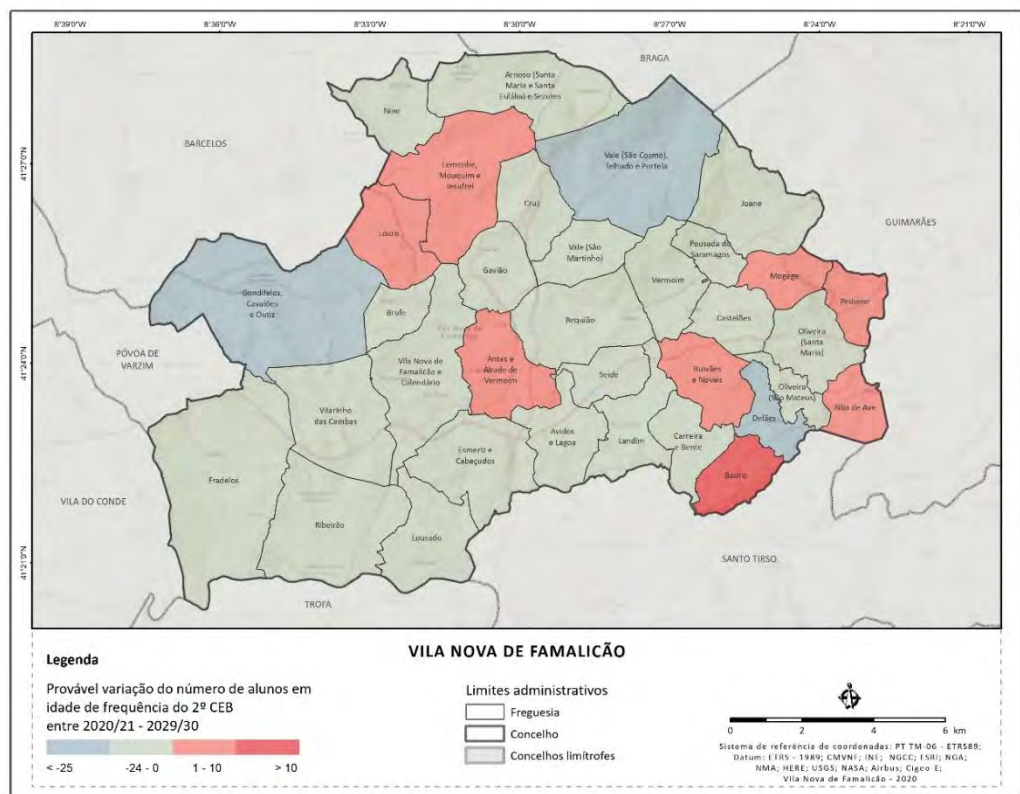 8°39'0"W 8°36'0"W 8°33'0"W 8°30'0"W 8°27'0"W 8°24'0"W 8°21'0"W
BRAGA
Arnoso (Santa
Maria e Santa
Eulália) e Sezures
Nine
BARCELOS
41°27'0"N
Lemenhe,
Mouquim e
Jesufrei
Vale (São Cosme),
Telhado e Portela
Cruz
Joane
GUIMARÃES
Louro
Vale (São
Martinho)
Pousada de
Saramagos
Gavião
Vermoim
Mogege
Pedome
Gondifelos,
Cavalões
e Outiz
Brufe
Requião
Castelões
Oliveira
(Santa
Maria)
PÓVOA DE
VARZIM
41°24'0"N
Vila Nova de
Famalicão e
Calendário
Antas e
Abade de
Vermoim
Seide
Ruivães
e Novais
Oliveira
(São Mateus)
Riba de Ave
Vilarinho
das Cambas
Delães
Avidos
e Lagoa
Landim
Carreira
e Bente
Esmeriz e
Cabeçudos
Fradelos
Bairro
VILA DO CONDE
Ribeirão
Lousado
SANTO TIRSO
41°21'0"N
TROFA
VILA NOVA DE FAMALICÃO
Legenda
Provável variação do número de alunos em
idade de frequência do 2º CEB
entre 2020/21 - 2029/30
< -25 -24 - 0 1 - 10 > 10
Limites administrativos
Freguesia
Concelho
Concelhos limítrofes
0 2 4 6 km
Sistema de referência de coordenadas: PT TM-06 - ETRS89;
Datum: ETRS - 1989; CMVNF; INE; NGCC; ESRI; NGA;
NMA; HERE; USGS; NASA; Airbus; Cigeo E;
Vila Nova de Famalicão - 2020